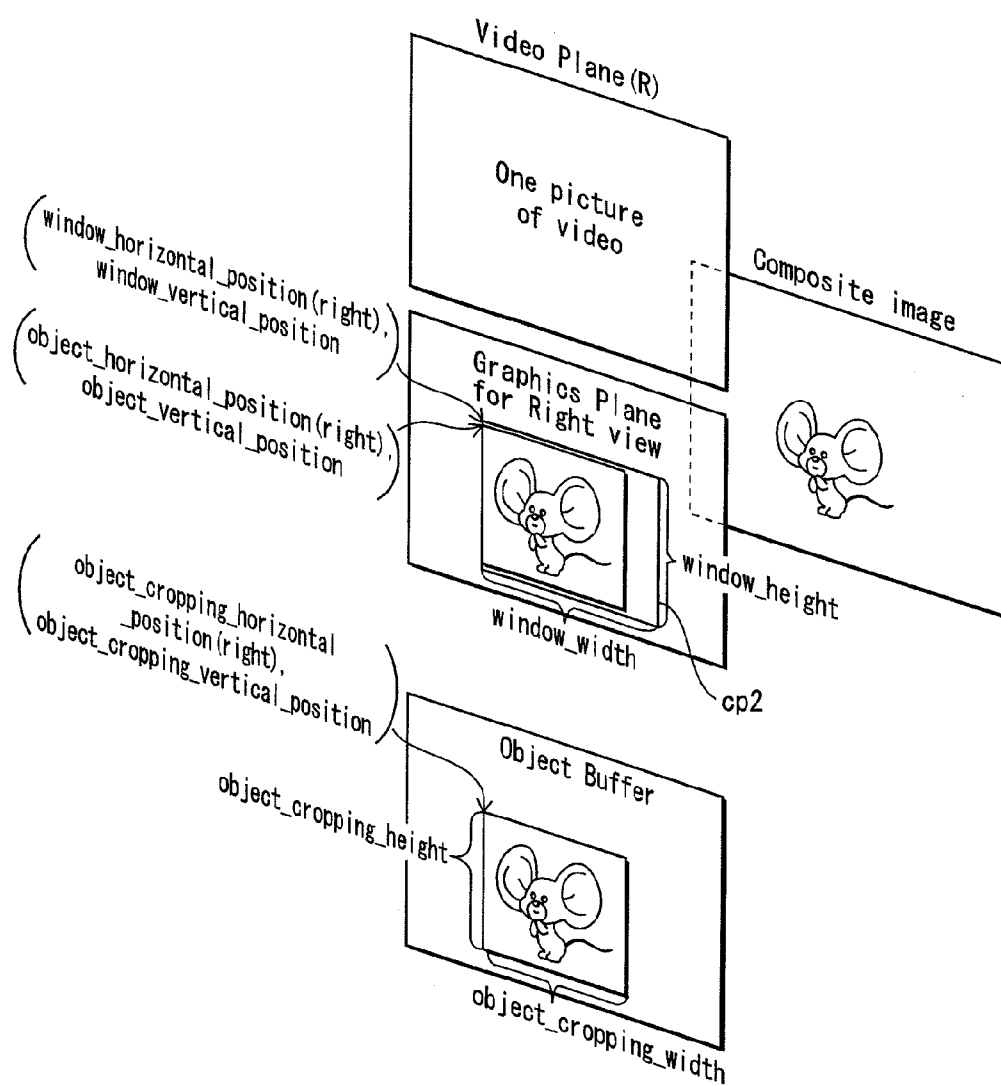 Video Plane(R)
One picture
of video
Composite image
(window_horizontal_position(right),
window_vertical_position)
(object_horizontal_position(right),
object_vertical_position)
Graphics Plane
for Right view
window_height
window_width
cp2
(object_cropping_horizontal
_position(right),
object_cropping_vertical_position)
Object Buffer
object_cropping_height
object_cropping_width